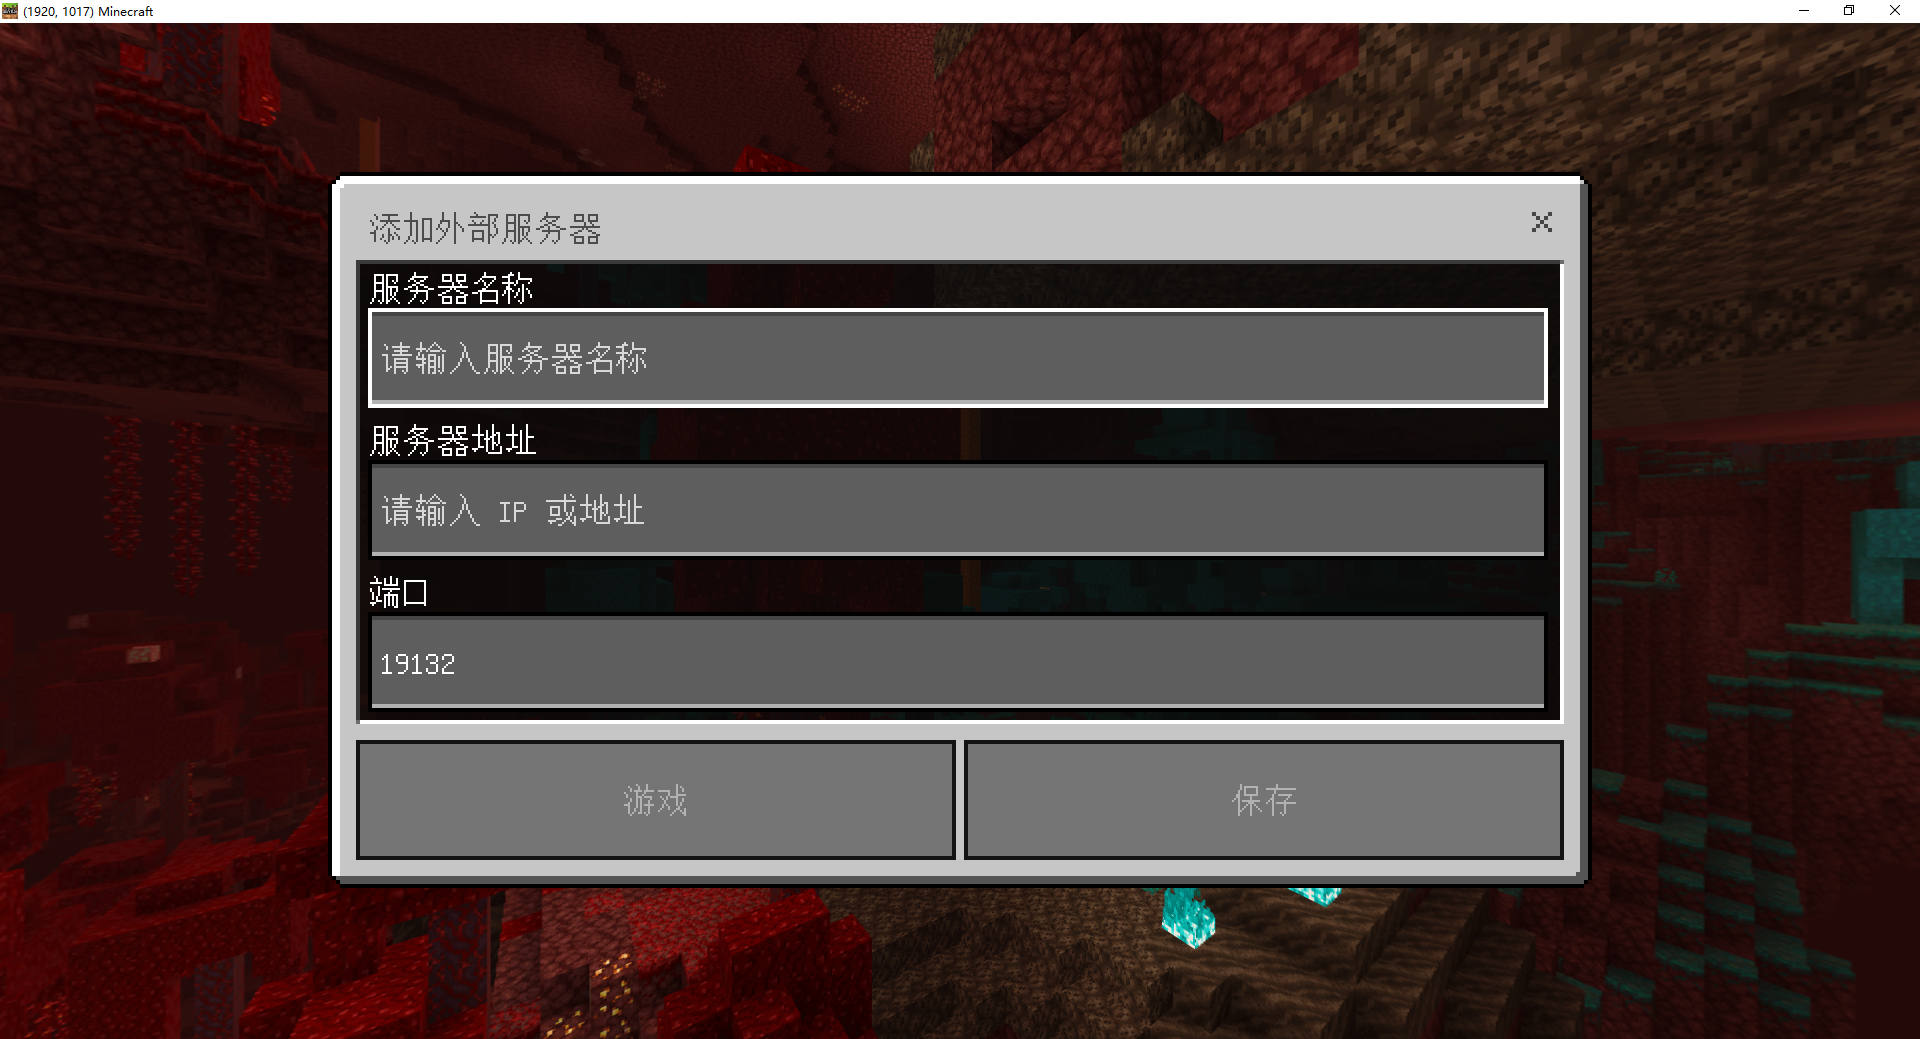 (1920, 1017) Minecraft
添加外部服务器
服务器名称
请输入服务器名称
服务器地址
请输入 IP 或地址
端口
19132
游戏
保存